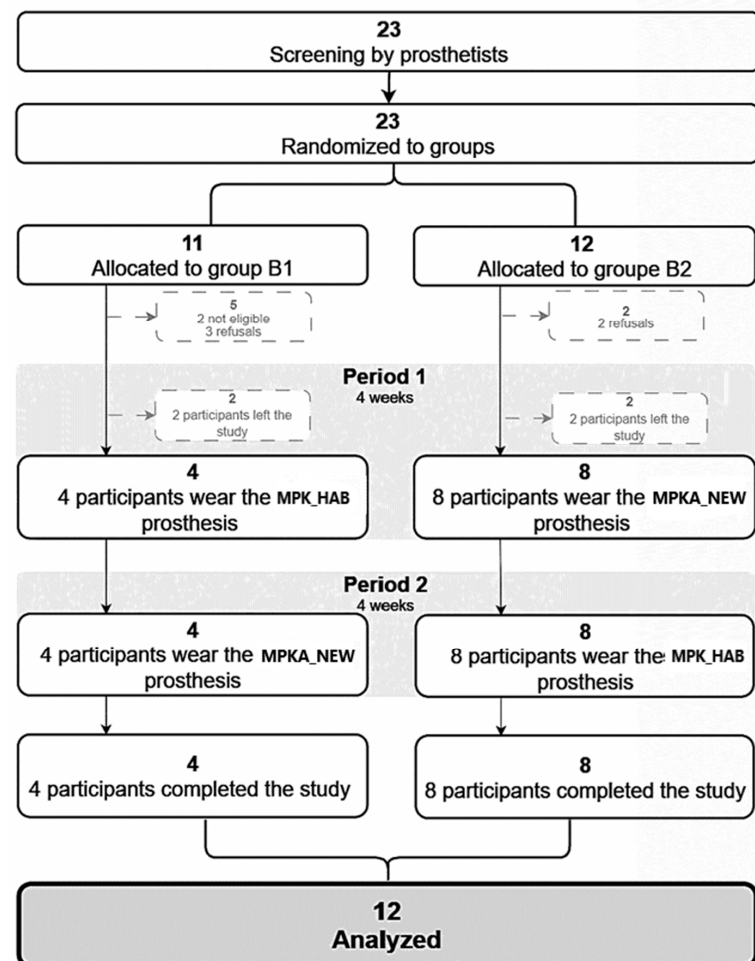 23
Screening by prosthetists
23
Randomized to groups
11
Allocated to group B1
12
Allocated to groupe B2
5
2 not eligible
3 refusals
2
2 refusals
Period 1
4 weeks
2
2 participants left the
study
2
2 participants left the
study
4
4 participants wear the MPK_HAB
prosthesis
8
8 participants wear the MPKA_NEW
prosthesis
Period 2
4 weeks
4
4 participants wear the MPKA_NEW
prosthesis
8
8 participants wear the MPK_HAB
prosthesis
4
4 participants completed the study
8
8 participants completed the study
12
Analyzed